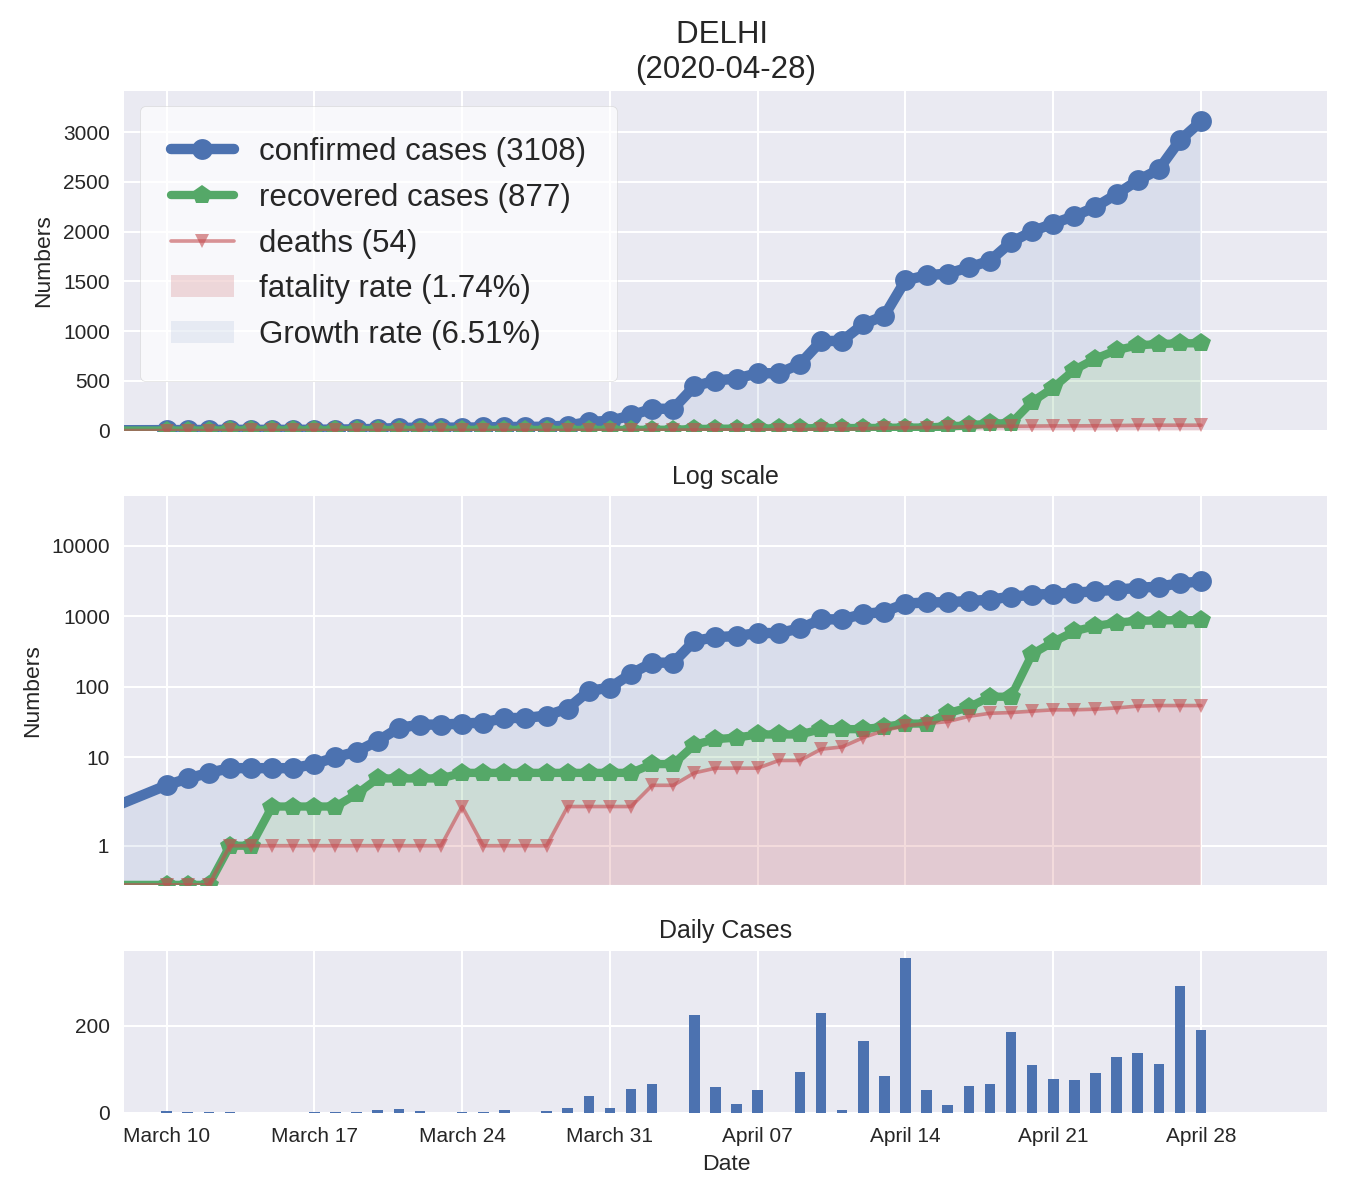 DELHI
(2020-04-28)
Numbers
3000
2500
2000
1500
1000
500
0
confirmed cases (3108)
recovered cases (877)
deaths (54)
fatality rate (1.74%)
Growth rate (6.51%)
Log scale
Numbers
10000
1000
100
10
1
Daily Cases
200
0
March 10 March 17 March 24 March 31 April 07 April 14 April 21 April 28
Date